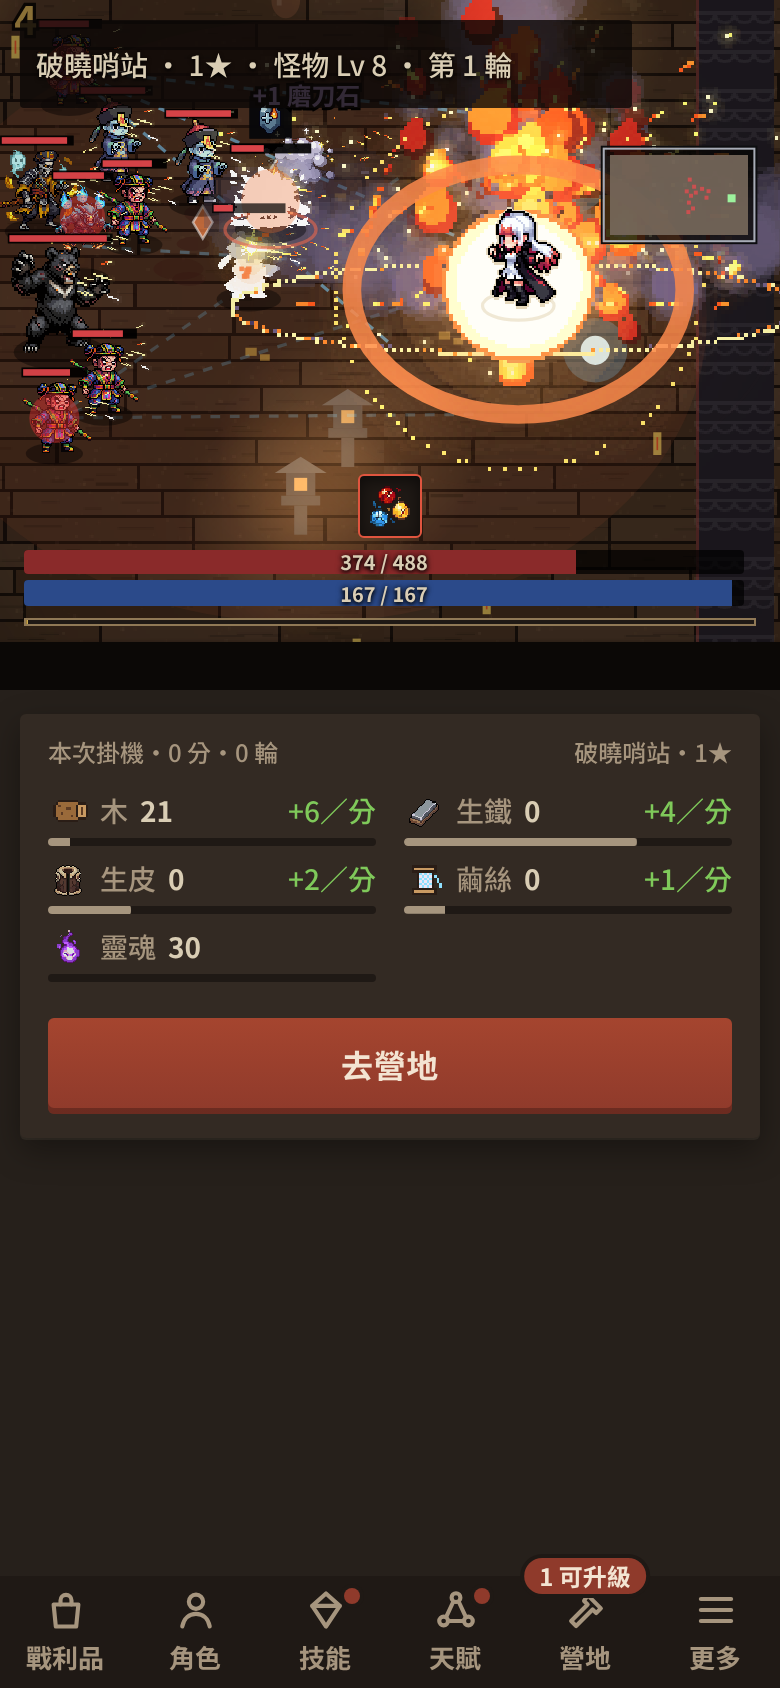 4
破曉哨站 · 1★ · 怪物 Lv 8 · 第 1 輪
+1 磨刀石
374 / 488
167 / 167
本次掛機·0 分·0 輪
破曉哨站·1★
木 21 +6／分
生鐵 0 +4／分
生皮 0 +2／分
繭絲 0 +1／分
靈魂 30
去營地
1 可升級
戰利品
角色
技能
天賦
營地
更多